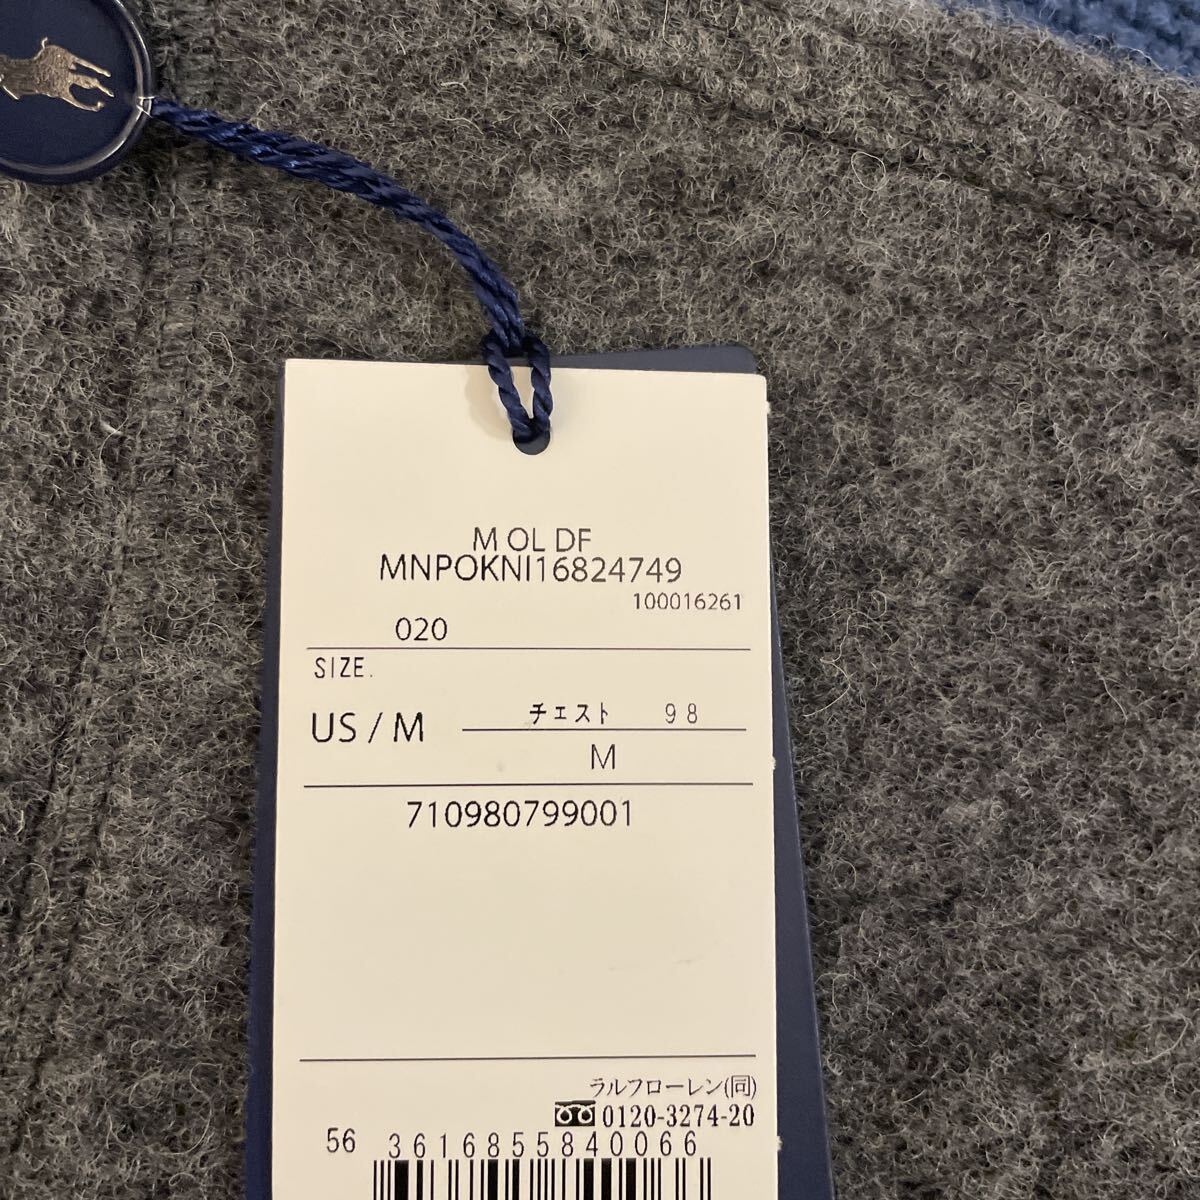 M OL DF
MNPOKNI16824749
100016261
020
SIZE.
US / M
チェスト 98
M
710980799001
ラルフローレン(同)
0120-3274-20
56 3616855840066